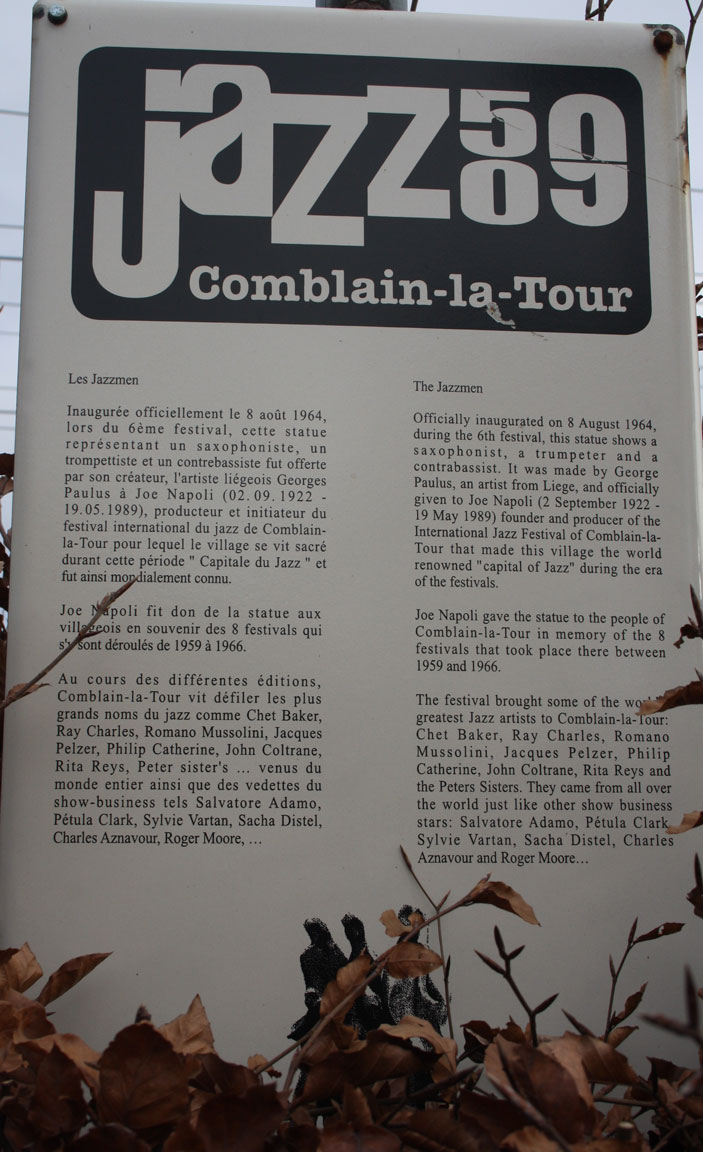 jazz 50 09
Comblain-la-Tour
Les Jazzmen
Inaugurée officiellement le 8 août 1964,
lors du 6ème festival, cette statue
représentant un saxophoniste, un
trompettiste et un contrebassiste fut offerte
par son créateur, l'artiste liégeois Georges
Paulus à Joe Napoli (02.09.1922 -
19.05.1989), producteur et initiateur du
festival international du jazz de Comblain-
la-Tour pour lequel le village se vit sacré
durant cette période " Capitale du Jazz " et
fut ainsi mondialement connu.
Joe Napoli fit don de la statue aux
villageois en souvenir des 8 festivals qui
s'y sont déroulés de 1959 à 1966.
Au cours des différentes éditions,
Comblain-la-Tour vit défiler les plus
grands noms du jazz comme Chet Baker,
Ray Charles, Romano Mussolini, Jacques
Pelzer, Philip Catherine, John Coltrane,
Rita Reys, Peter sister's ... venus du
monde entier ainsi que des vedettes du
show-business tels Salvatore Adamo,
Pétula Clark, Sylvie Vartan, Sacha Distel,
Charles Aznavour, Roger Moore, ...
The Jazzmen
Officially inaugurated on 8 August 1964,
during the 6th festival, this statue shows a
saxophonist, a trumpeter and a
contrabassist. It was made by George
Paulus, an artist from Liege, and officially
given to Joe Napoli (2 September 1922 -
19 May 1989) founder and producer of the
International Jazz Festival of Comblain-la-
Tour that made this village the world
renowned "capital of Jazz" during the era
of the festivals.
Joe Napoli gave the statue to the people of
Comblain-la-Tour in memory of the 8
festivals that took place there between
1959 and 1966.
The festival brought some of the world's
greatest Jazz artists to Comblain-la-Tour:
Chet Baker, Ray Charles, Romano
Mussolini, Jacques Pelzer, Philip
Catherine, John Coltrane, Rita Reys and
the Peters Sisters. They came from all over
the world just like other show business
stars: Salvatore Adamo, Pétula Clark,
Sylvie Vartan, Sacha Distel, Charles
Aznavour and Roger Moore...